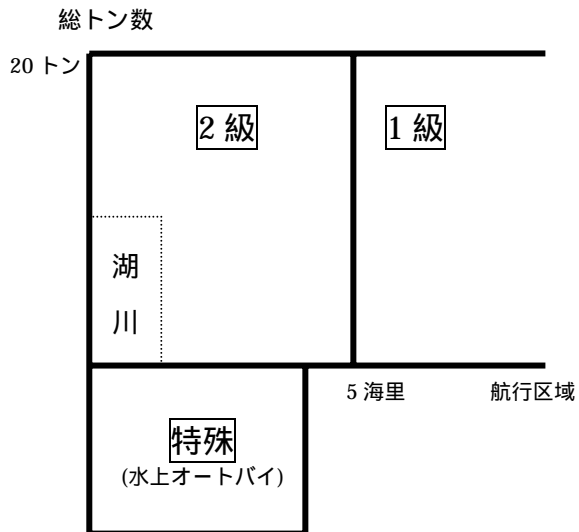 総トン数
20 トン
2 級
1 級
湖
川
5 海里
航行区域
特殊
(水上オートバイ)